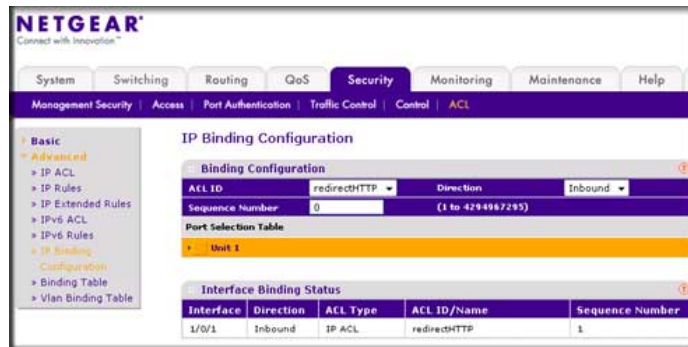 NETGEAR®
Connect with Innovation™
System Switching Routing QoS Security Monitoring Maintenance Help
Management Security | Access | Port Authentication | Traffic Control | Control | ACL
Basic
Advanced
» IP ACL
» IP Rules
» IP Extended Rules
» IPv6 ACL
» IPv6 Rules
» IP Binding
Configuration
» Binding Table
» Vlan Binding Table
IP Binding Configuration
Binding Configuration
ACL ID redirectHTTP Direction Inbound
Sequence Number 0 (1 to 4294967295)
Port Selection Table
Unit 1
Interface Binding Status
Interface Direction ACL Type ACL ID/Name Sequence Number
1/0/1 Inbound IP ACL redirectHTTP 1